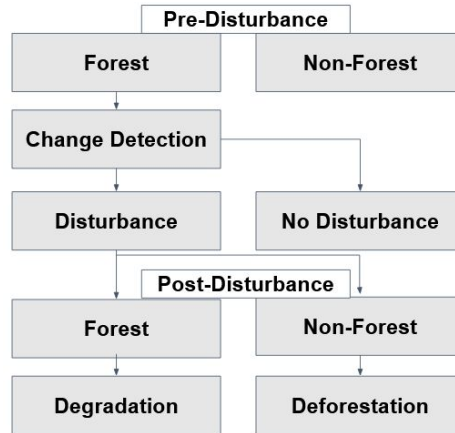 Pre-Disturbance
Forest
Non-Forest
Change Detection
Disturbance
No Disturbance
Post-Disturbance
Forest
Non-Forest
Degradation
Deforestation